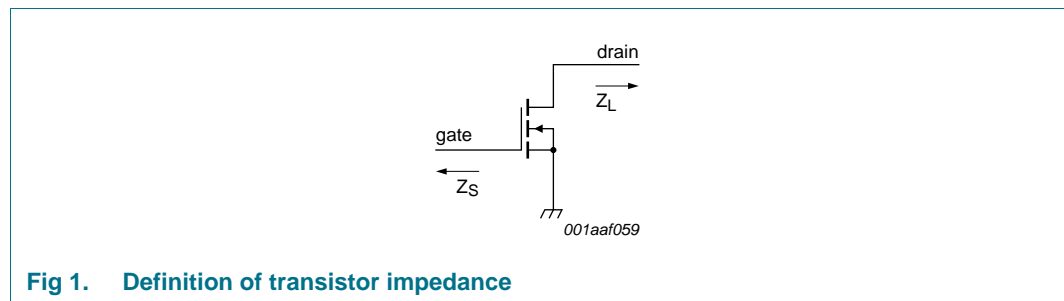 drain
Z_L
gate
Z_S
001aaf059
Fig 1. Definition of transistor impedance